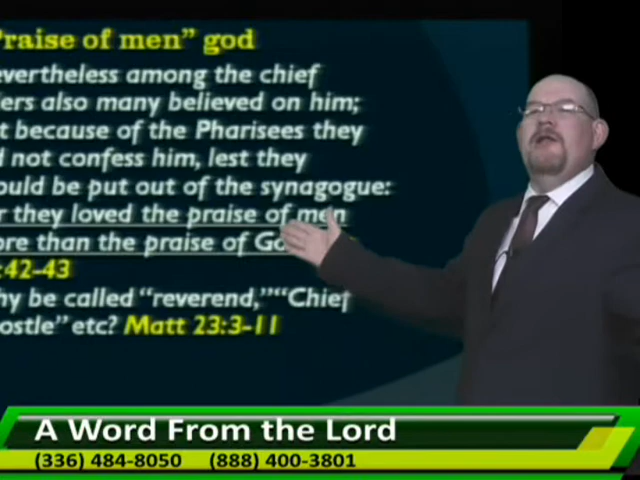 raise of men” god
evertheless among the chief
lers also many believed on him;
t because of the Pharisees they
d not confess him, lest they
ould be put out of the synagogue:
r they loved the praise of men
ore than the praise of Go
:42-43
hy be called “reverend,” “Chief
ostle” etc? Matt 23:3-11
A Word From the Lord
(336) 484-8050 (888) 400-3801